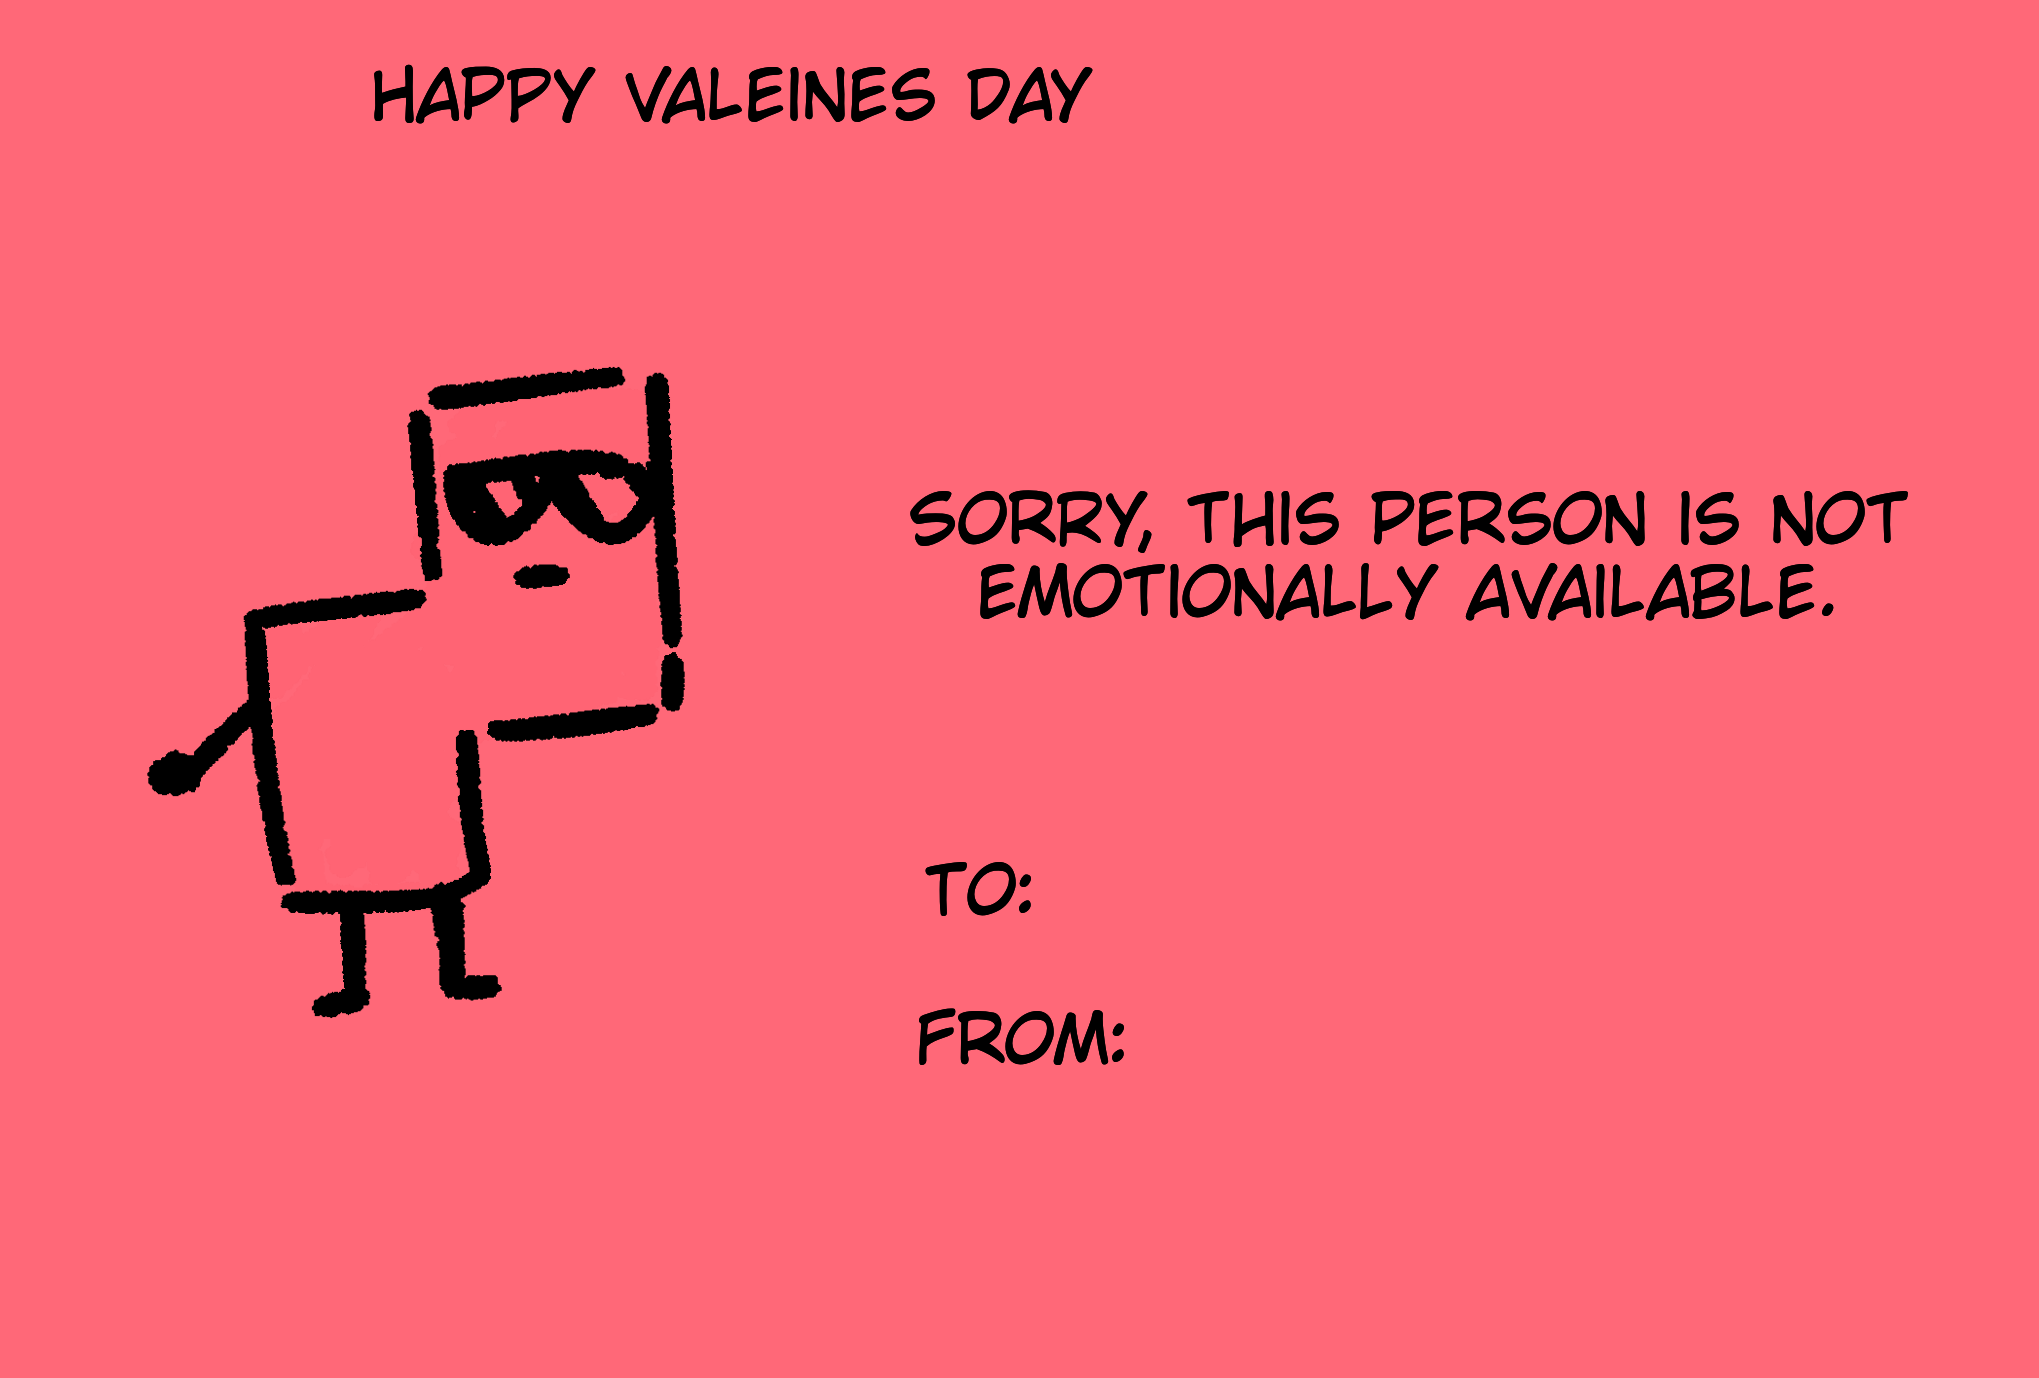 HAPPY VALEINES DAY
SORRY, THIS PERSON IS NOT
EMOTIONALLY AVAILABLE.
TO:
FROM: